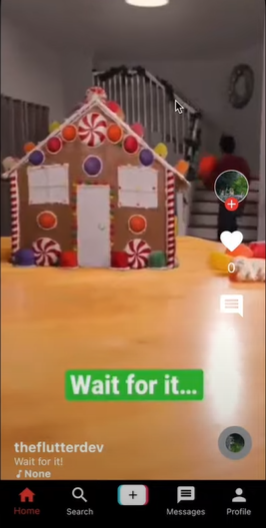 0
Wait for it...
theflutterdev
Wait for it!
♪ None
Home
Search
Messages
Profile